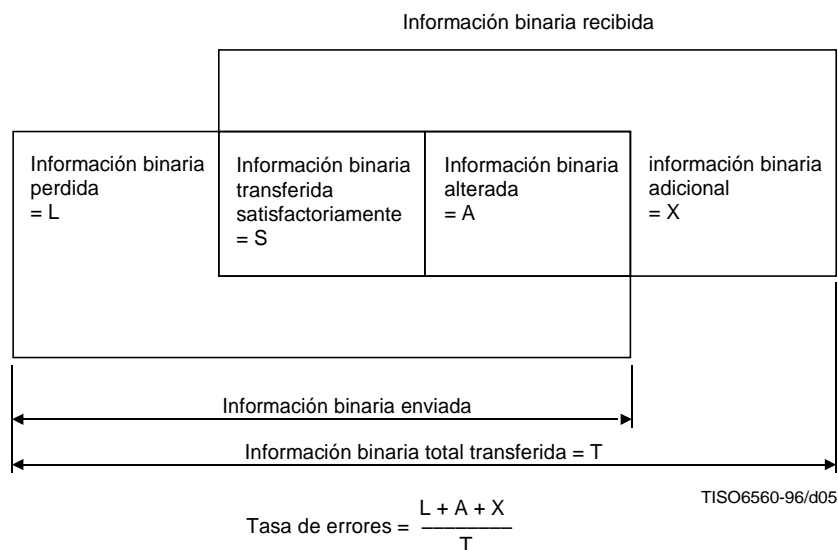 Información binaria recibida
Información binaria
perdida
= L
Información binaria
transferida
satisfactoriamente
= S
Información binaria
alterada
= A
información binaria
adicional
= X
Información binaria enviada
Información binaria total transferida = T
TISO6560-96/d05
Tasa de errores = L + A + X
T